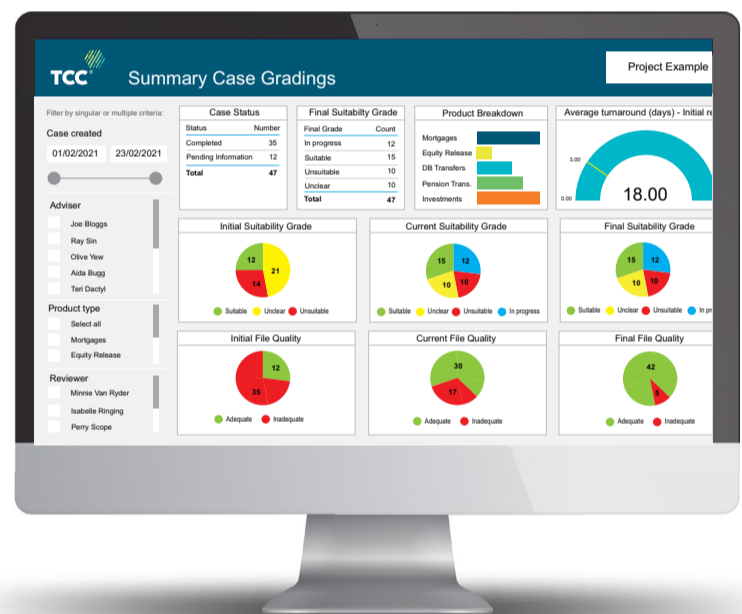 TCC
Summary Case Gradings
Project Example
Filter by singular or multiple criteria:
Case created
01/02/2021 23/02/2021
Adviser
Joe Bloggs
Ray Sin
Olive Yew
Aida Bugg
Teri Dactyl
Product type
Select all
Mortgages
Equity Release
Reviewer
Minnie Van Ryder
Isabelle Ringing
Perry Scope
Case Status
Status Number
Completed 35
Pending Information 12
Total 47
Final Suitabilty Grade
Final Grade Count
In progress 12
Suitable 15
Unsuitable 10
Unclear 10
Total 47
Product Breakdown
Mortgages
Equity Release
DB Transfers
Pension Trans.
Investments
Average turnaround (days) - Initial re
3.00
0.00
18.00
Initial Suitability Grade
12
21
14
Suitable Unclear Unsuitable
Current Suitability Grade
15
12
10
10
Suitable Unclear Unsuitable In progress
Final Suitability Grade
15
12
10
10
Suitable Unclear Unsuitable In pr
Initial File Quality
12
35
Adequate Inadequate
Current File Quality
30
17
Adequate Inadequate
Final File Quality
42
5
Adequate Inadequate